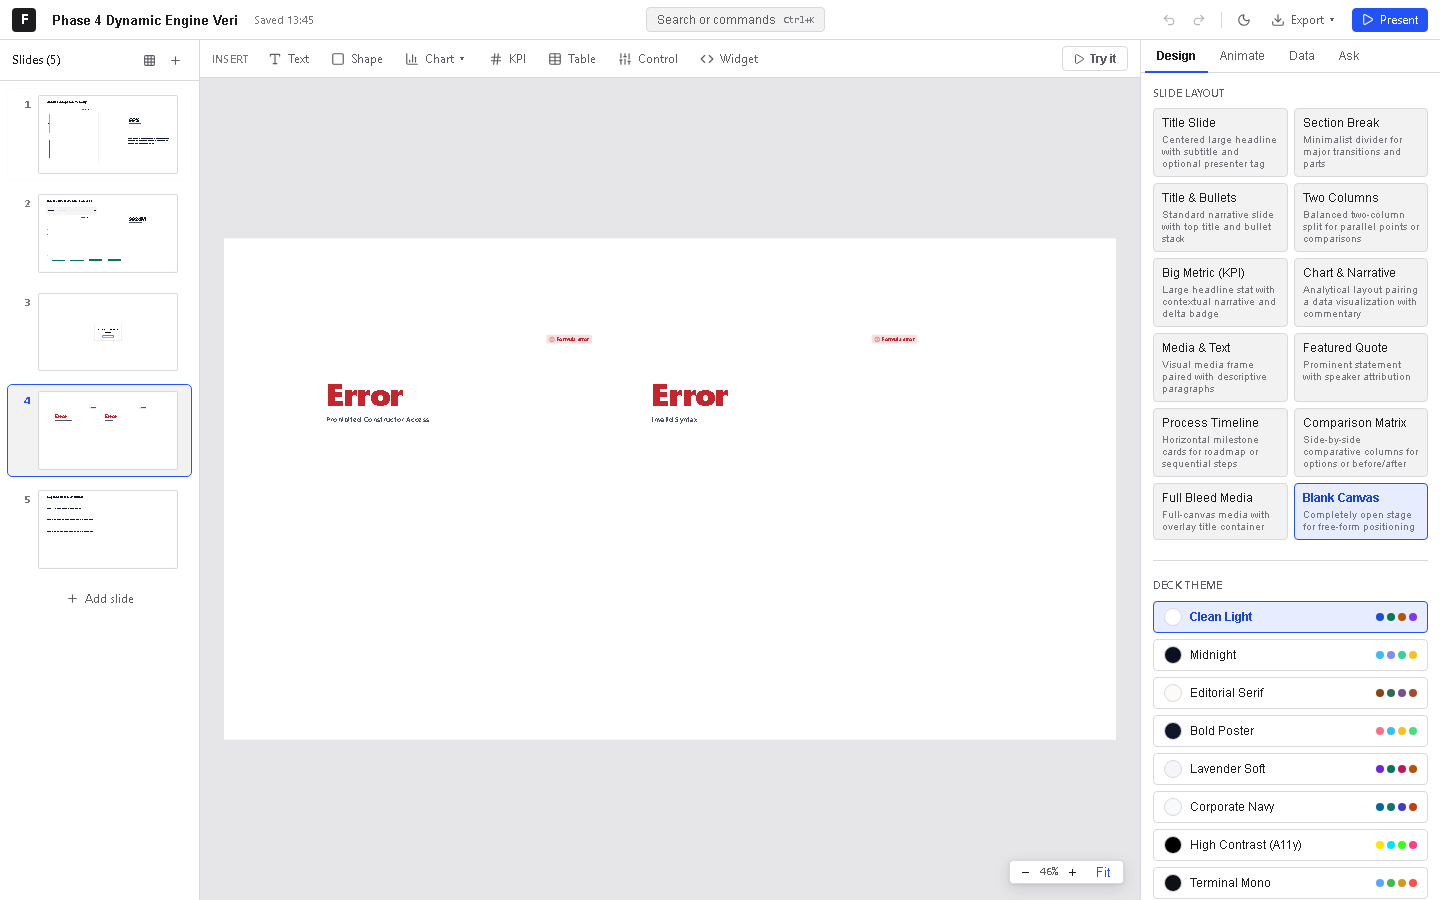 F
Phase 4 Dynamic Engine Veri
Saved 13:45
Search or commands Ctrl+K
Export
Present
Slides (5)
INSERT
Text
Shape
Chart
KPI
Table
Control
Widget
Try it
Design
Animate
Data
Ask
1
2
3
4
5
Add slide
Formula error
Formula error
Error
Error
Prohibited Constructor Access
Invalid Syntax
46%
Fit
SLIDE LAYOUT
Title Slide
Centered large headline
with subtitle and
optional presenter tag
Section Break
Minimalist divider for
major transitions and
parts
Title & Bullets
Standard narrative slide
with top title and bullet
stack
Two Columns
Balanced two-column
split for parallel points or
comparisons
Big Metric (KPI)
Large headline stat with
contextual narrative and
delta badge
Chart & Narrative
Analytical layout pairing
a data visualization with
commentary
Media & Text
Visual media frame
paired with descriptive
paragraphs
Featured Quote
Prominent statement
with speaker attribution
Process Timeline
Horizontal milestone
cards for roadmap or
sequential steps
Comparison Matrix
Side-by-side
comparative columns for
options or before/after
Full Bleed Media
Full-canvas media with
overlay title container
Blank Canvas
Completely open stage
for free-form positioning
DECK THEME
Clean Light
Midnight
Editorial Serif
Bold Poster
Lavender Soft
Corporate Navy
High Contrast (A11y)
Terminal Mono